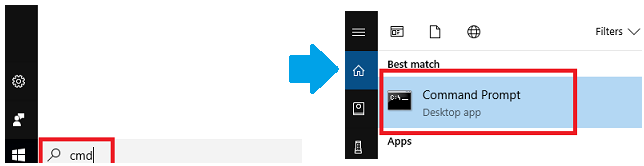 cmd
Filters
Best match
C:\
Command Prompt
Desktop app
Apps